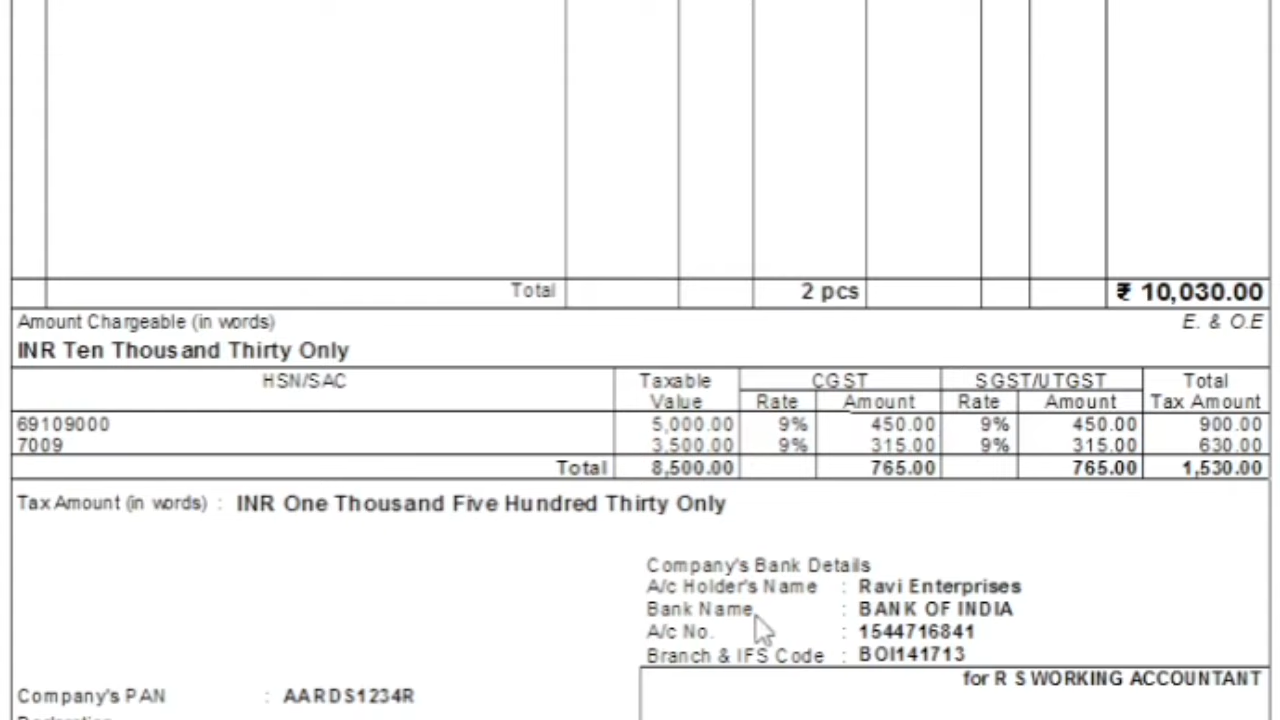 Total 2 pcs ₹ 10,030.00
Amount Chargeable (in words) E. & O.E
INR Ten Thousand Thirty Only
HSN/SAC Taxable CGST SGST/UTGST Total
Value Rate Amount Rate Amount Tax Amount
69109000 5,000.00 9% 450.00 9% 450.00 900.00
7009 3,500.00 9% 315.00 9% 315.00 630.00
Total 8,500.00 765.00 765.00 1,530.00
Tax Amount (in words) : INR One Thousand Five Hundred Thirty Only
Company's Bank Details
A/c Holder's Name : Ravi Enterprises
Bank Name : BANK OF INDIA
A/c No. : 1544716841
Branch & IFS Code : BOI141713
for R S WORKING ACCOUNTANT
Company's PAN : AARDS1234R
Declaration